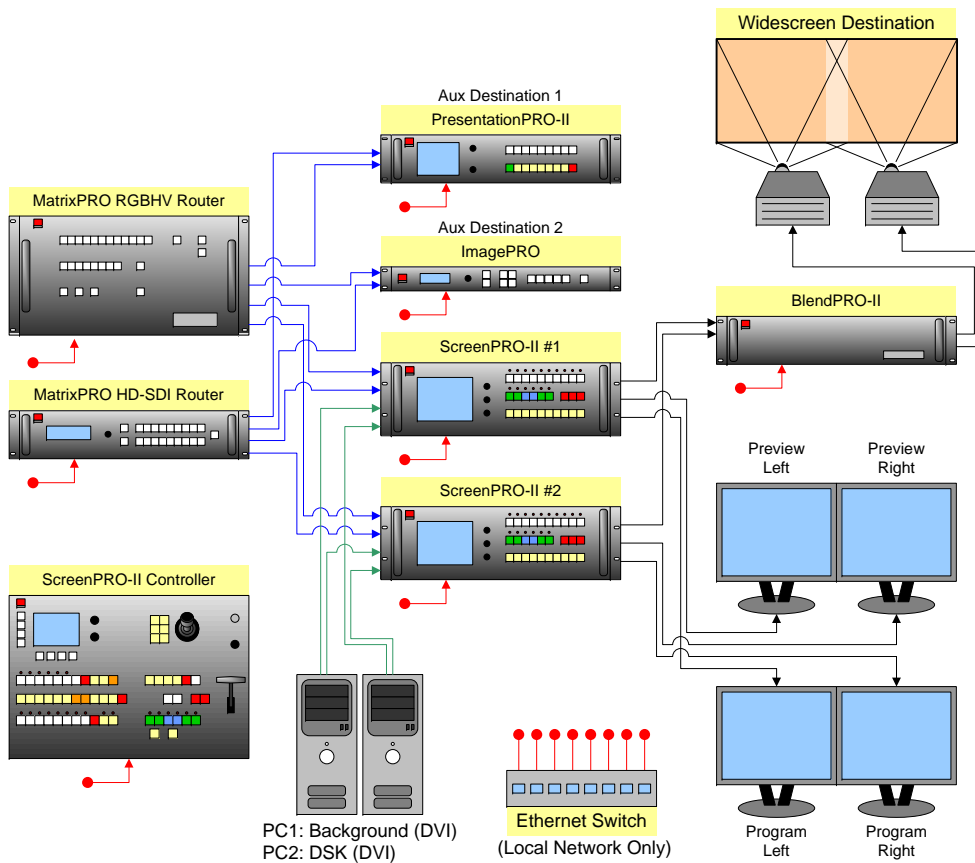 Widescreen Destination
Aux Destination 1
PresentationPRO-II
MatrixPRO RGBHV Router
Aux Destination 2
ImagePRO
BlendPRO-II
ScreenPRO-II #1
MatrixPRO HD-SDI Router
Preview
Left
Preview
Right
ScreenPRO-II #2
ScreenPRO-II Controller
PC1: Background (DVI)
PC2: DSK (DVI)
Ethernet Switch
(Local Network Only)
Program
Left
Program
Right